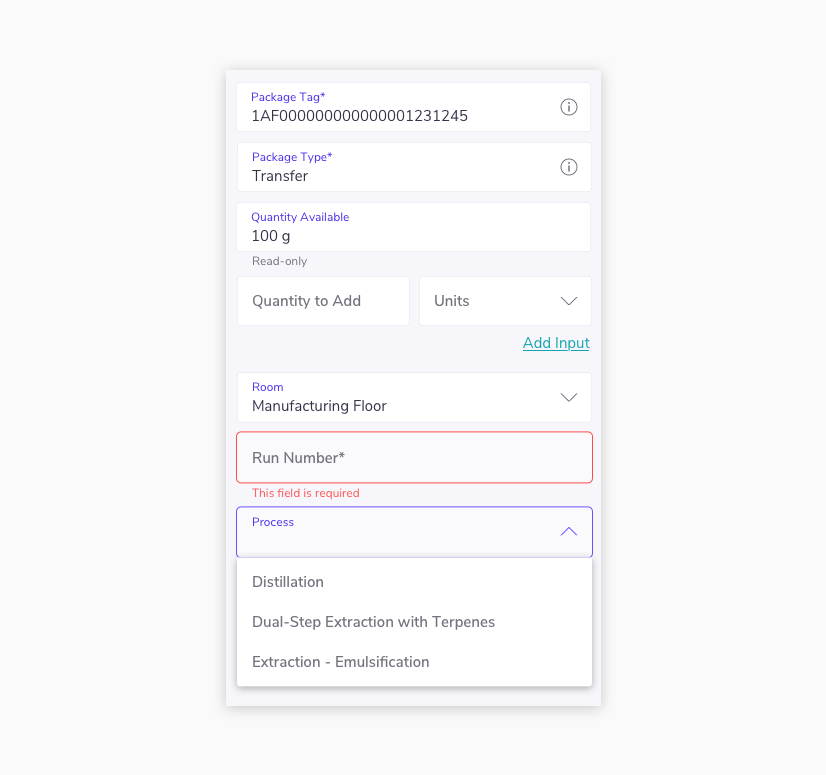 Package Tag*
1AF000000000000001231245
Package Type*
Transfer
Quantity Available
100 g
Read-only
Quantity to Add
Units
Add Input
Room
Manufacturing Floor
Run Number*
This field is required
Process
Distillation
Dual-Step Extraction with Terpenes
Extraction - Emulsification